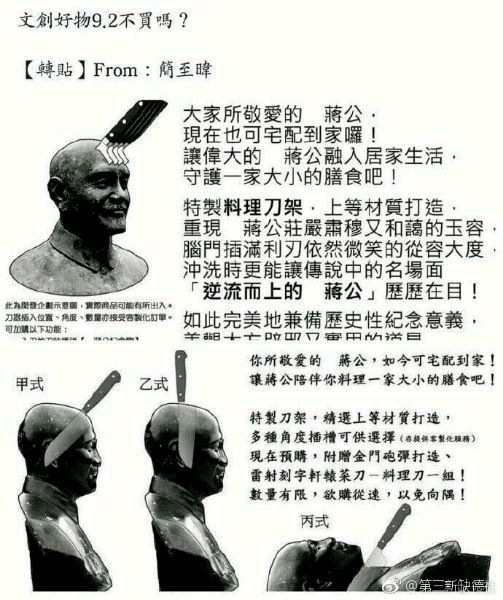 文創好物9.2不買嗎？
【轉貼】From：簡至暐
大家所敬愛的　蔣公，
現在也可宅配到家囉！
讓偉大的　蔣公融入居家生活，
守護一家大小的膳食吧！
特製料理刀架，上等材質打造，
重現　蔣公莊嚴肅穆又和藹的玉容，
腦門插滿利刃依然微笑的從容大度，
沖洗時更能讓傳說中的名場面
「逆流而上的　蔣公」歷歷在目！
如此完美地兼備歷史性紀念意義，
此為開發企劃示意圖，實際商品可能有所出入。
刀器插入位置、角度、數量亦接受客製化訂單。
可加購以下功能：
甲式
乙式
你所敬愛的　蔣公，如今可宅配到家！
讓蔣公陪伴你料理一家大小的膳食吧！
特製刀架，精選上等材質打造，
多種角度插槽可供選擇（亦提供客製化服務）
現在預購，附贈金門砲彈打造、
雷射刻字軒轅菜刀－料理刀一組！
數量有限，欲購從速，以免向隅！
丙式
@第三新缺德